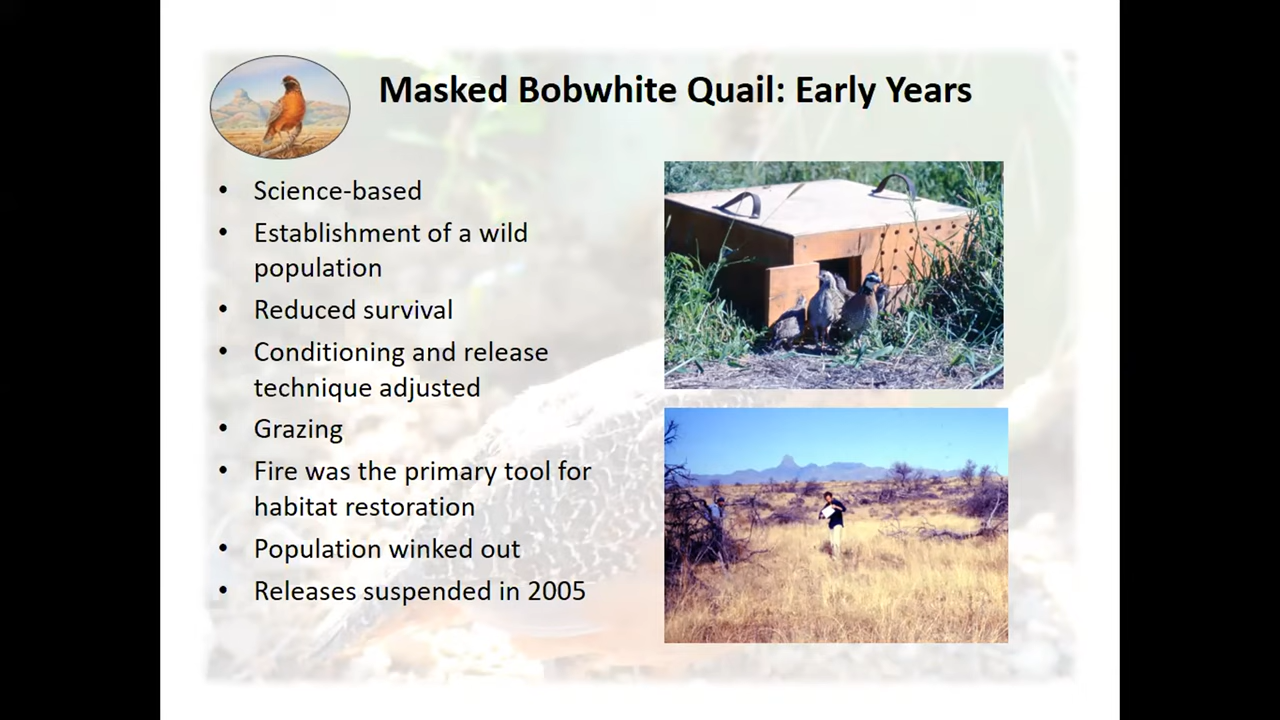 Masked Bobwhite Quail: Early Years
• Science-based
• Establishment of a wild
population
• Reduced survival
• Conditioning and release
technique adjusted
• Grazing
• Fire was the primary tool for
habitat restoration
• Population winked out
• Releases suspended in 2005